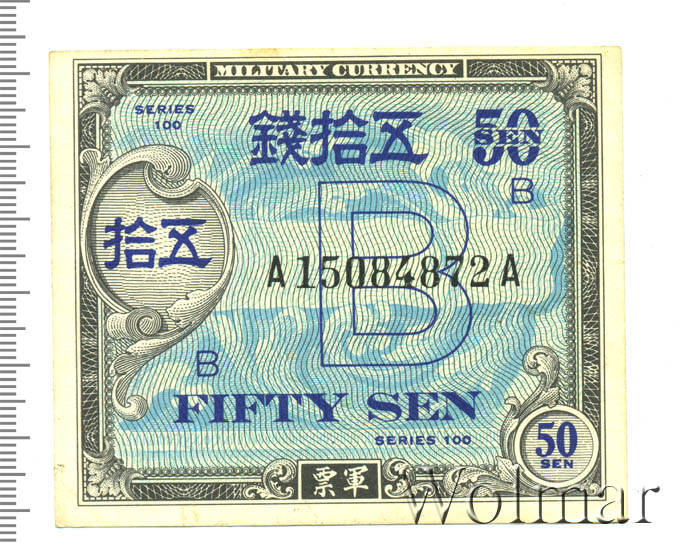 MILITARY CURRENCY
SERIES
100
錢拾五
50
SEN
B
拾五
B
A15084872A
B
FIFTY SEN
SERIES 100
50
SEN
票軍
Wolmar